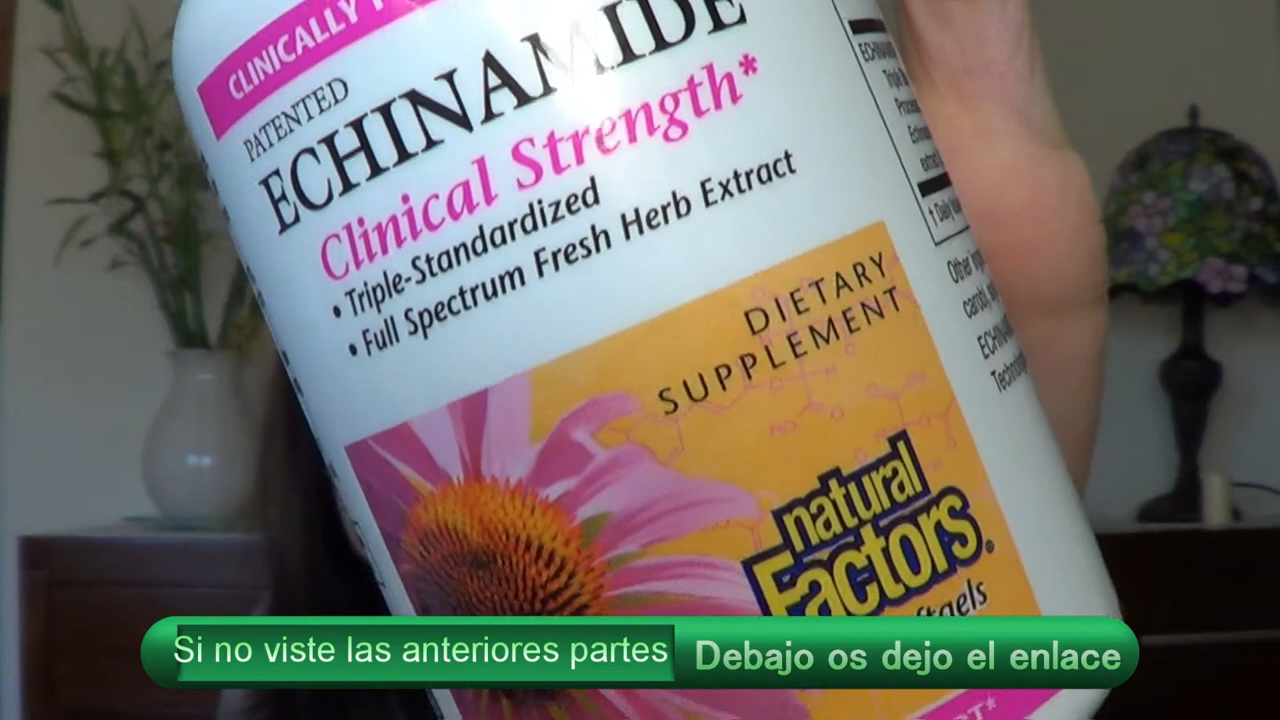 CLINICALLY
PATENTED
ECHINAMIDE
Clinical Strength*
• Triple-Standardized
• Full Spectrum Fresh Herb Extract
DIETARY
SUPPLEMENT
natural
Factors®
Other
Si no viste las anteriores partes
Debajo os dejo el enlace